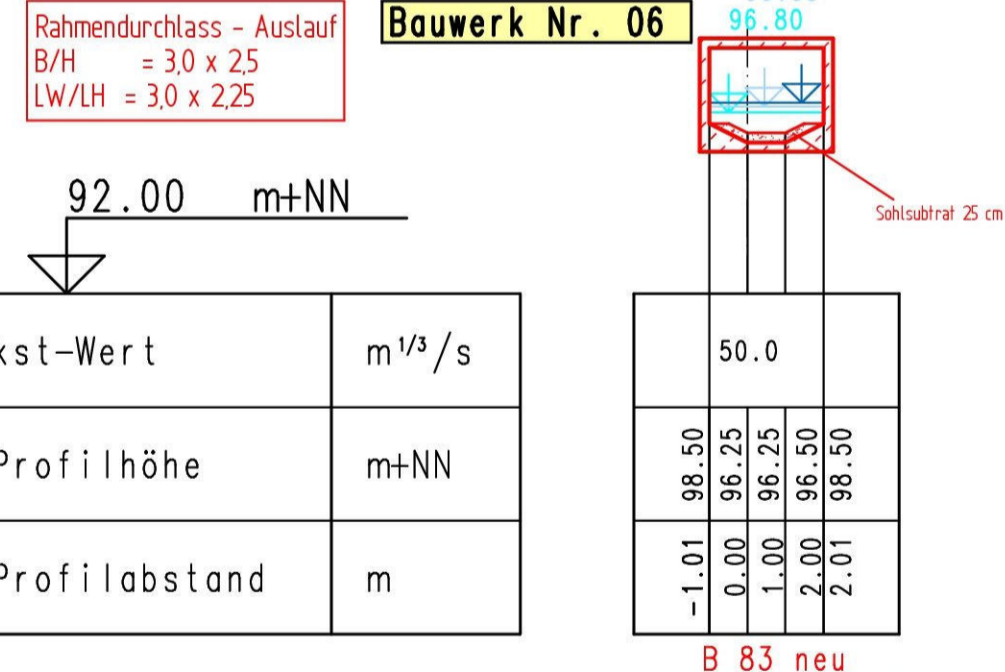 Rahmendurchlass - Auslauf
B/H = 3,0 x 2,5
LW/LH = 3,0 x 2,25
Bauwerk Nr. 06
96.80
Sohlsubtrat 25 cm
92.00 m+NN
kst-Wert m¹/³/s 50.0
Profilhöhe m+NN 98.50 96.25 96.25 96.50 98.50
Profilabstand m -1.01 0.00 1.00 2.00 2.01
B 83 neu